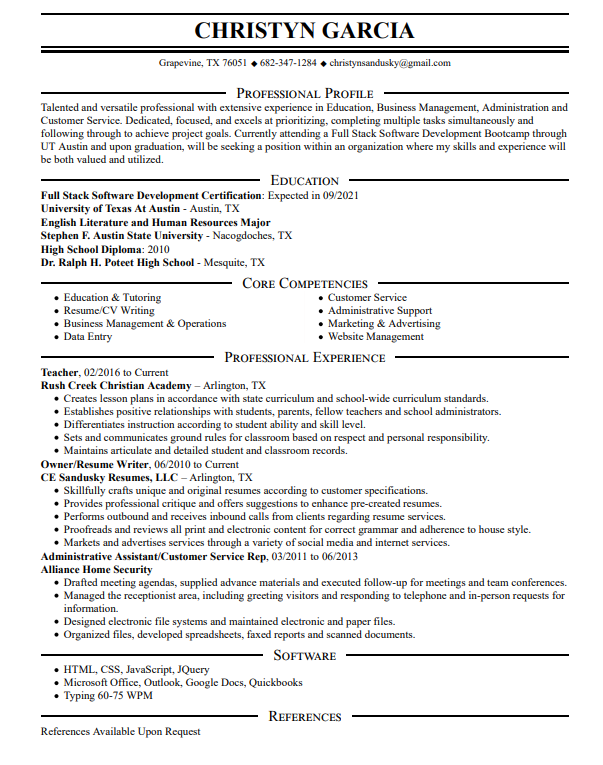 CHRISTYN GARCIA
Grapevine, TX 76051 ◆ 682-347-1284 ◆ christynsandusky@gmail.com
PROFESSIONAL PROFILE
Talented and versatile professional with extensive experience in Education, Business Management, Administration and
Customer Service. Dedicated, focused, and excels at prioritizing, completing multiple tasks simultaneously and
following through to achieve project goals. Currently attending a Full Stack Software Development Bootcamp through
UT Austin and upon graduation, will be seeking a position within an organization where my skills and experience will
be both valued and utilized.
EDUCATION
Full Stack Software Development Certification: Expected in 09/2021
University of Texas At Austin - Austin, TX
English Literature and Human Resources Major
Stephen F. Austin State University - Nacogdoches, TX
High School Diploma: 2010
Dr. Ralph H. Poteet High School - Mesquite, TX
CORE COMPETENCIES
• Education & Tutoring
• Resume/CV Writing
• Business Management & Operations
• Data Entry
• Customer Service
• Administrative Support
• Marketing & Advertising
• Website Management
PROFESSIONAL EXPERIENCE
Teacher, 02/2016 to Current
Rush Creek Christian Academy – Arlington, TX
• Creates lesson plans in accordance with state curriculum and school-wide curriculum standards.
• Establishes positive relationships with students, parents, fellow teachers and school administrators.
• Differentiates instruction according to student ability and skill level.
• Sets and communicates ground rules for classroom based on respect and personal responsibility.
• Maintains articulate and detailed student and classroom records.
Owner/Resume Writer, 06/2010 to Current
CE Sandusky Resumes, LLC – Arlington, TX
• Skillfully crafts unique and original resumes according to customer specifications.
• Provides professional critique and offers suggestions to enhance pre-created resumes.
• Performs outbound and receives inbound calls from clients regarding resume services.
• Proofreads and reviews all print and electronic content for correct grammar and adherence to house style.
• Markets and advertises services through a variety of social media and internet services.
Administrative Assistant/Customer Service Rep, 03/2011 to 06/2013
Alliance Home Security
• Drafted meeting agendas, supplied advance materials and executed follow-up for meetings and team conferences.
• Managed the receptionist area, including greeting visitors and responding to telephone and in-person requests for
information.
• Designed electronic file systems and maintained electronic and paper files.
• Organized files, developed spreadsheets, faxed reports and scanned documents.
SOFTWARE
• HTML, CSS, JavaScript, JQuery
• Microsoft Office, Outlook, Google Docs, Quickbooks
• Typing 60-75 WPM
REFERENCES
References Available Upon Request